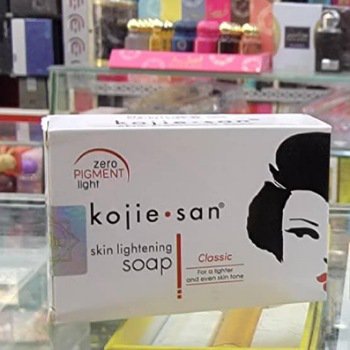 zero
PIGMENT
light
kojie•san®
skin lightening
soap
Classic
For a lighter
and even skin tone